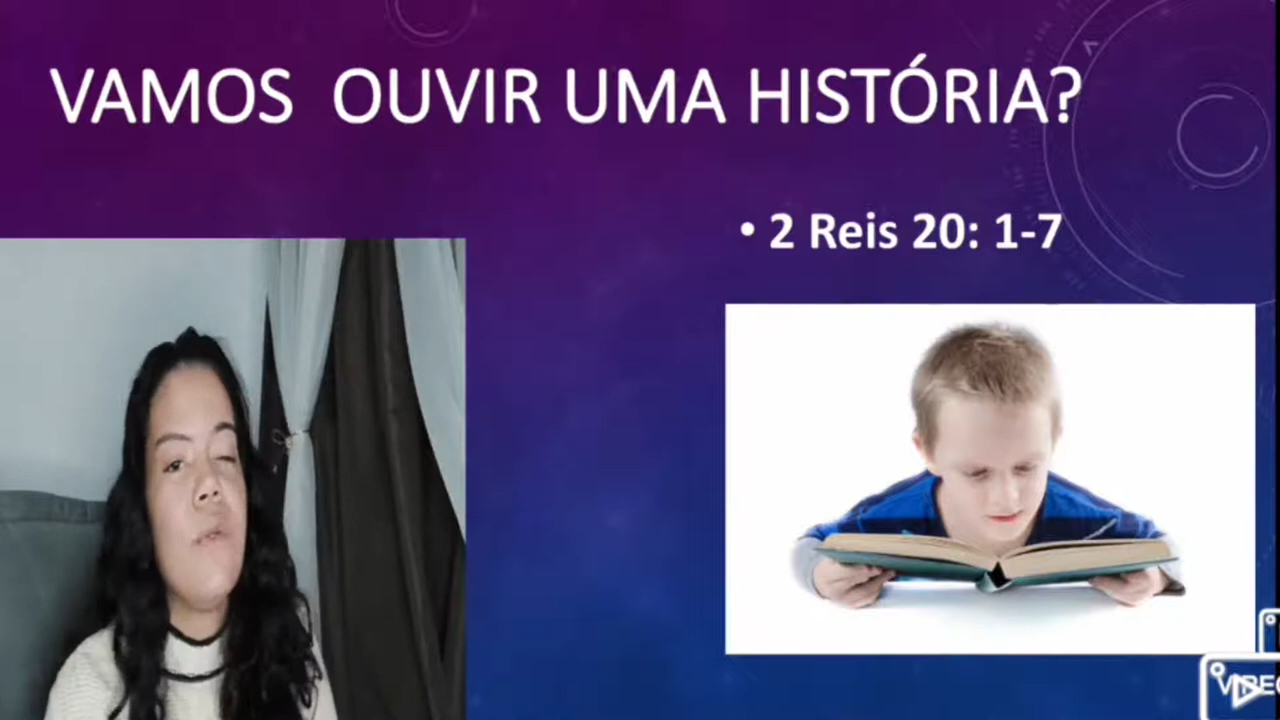 VAMOS OUVIR UMA HISTÓRIA?
• 2 Reis 20: 1-7